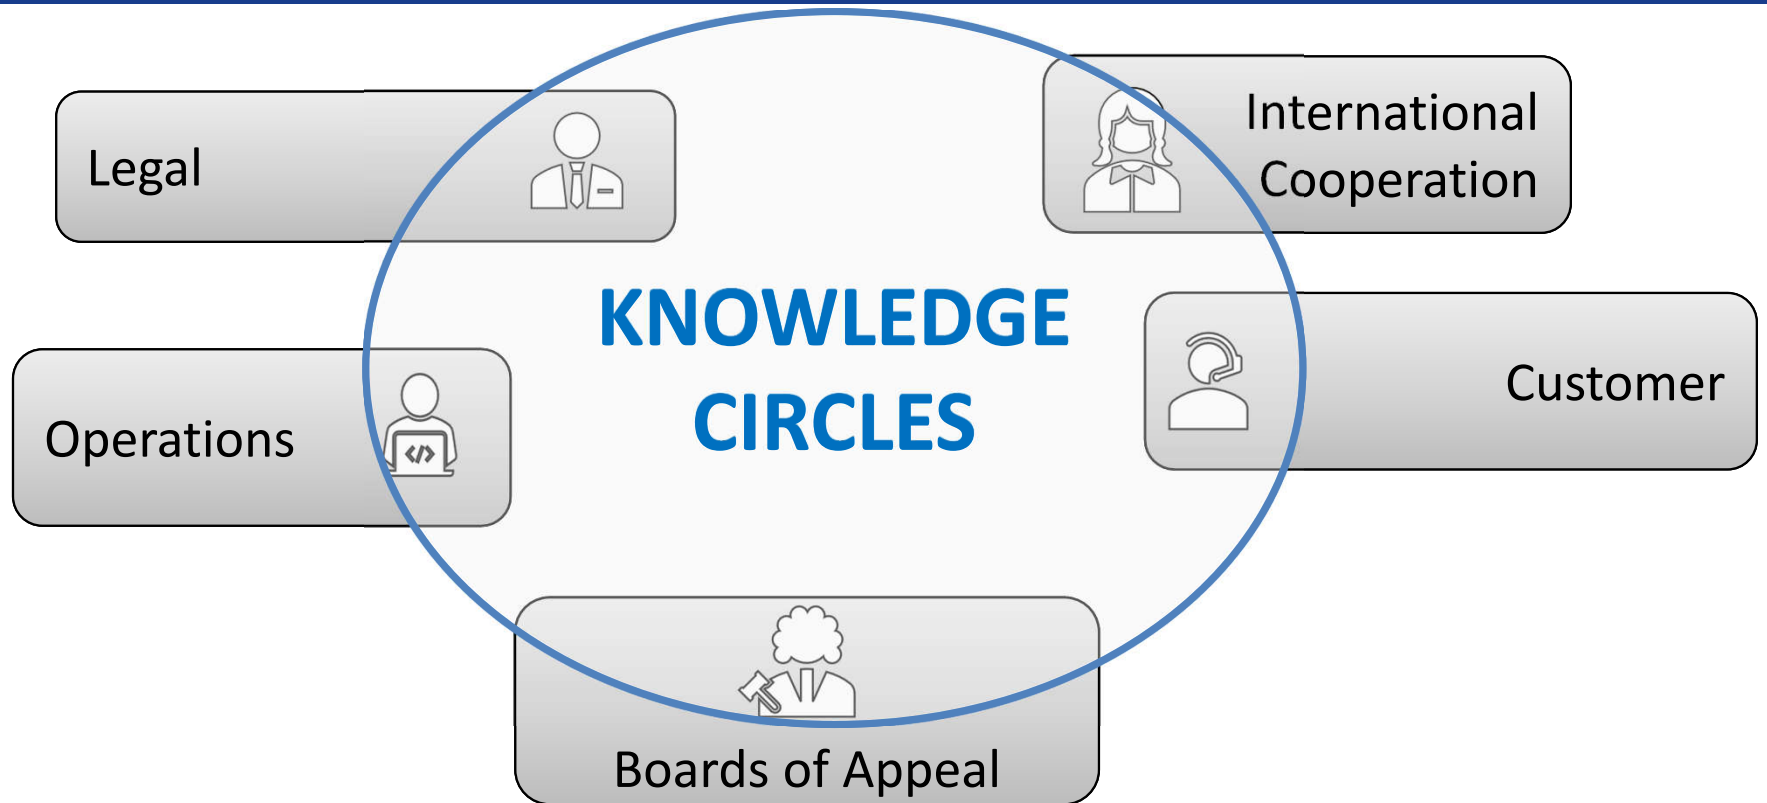 Legal
International
Cooperation
KNOWLEDGE
CIRCLES
Operations
</>
Customer
Boards of Appeal